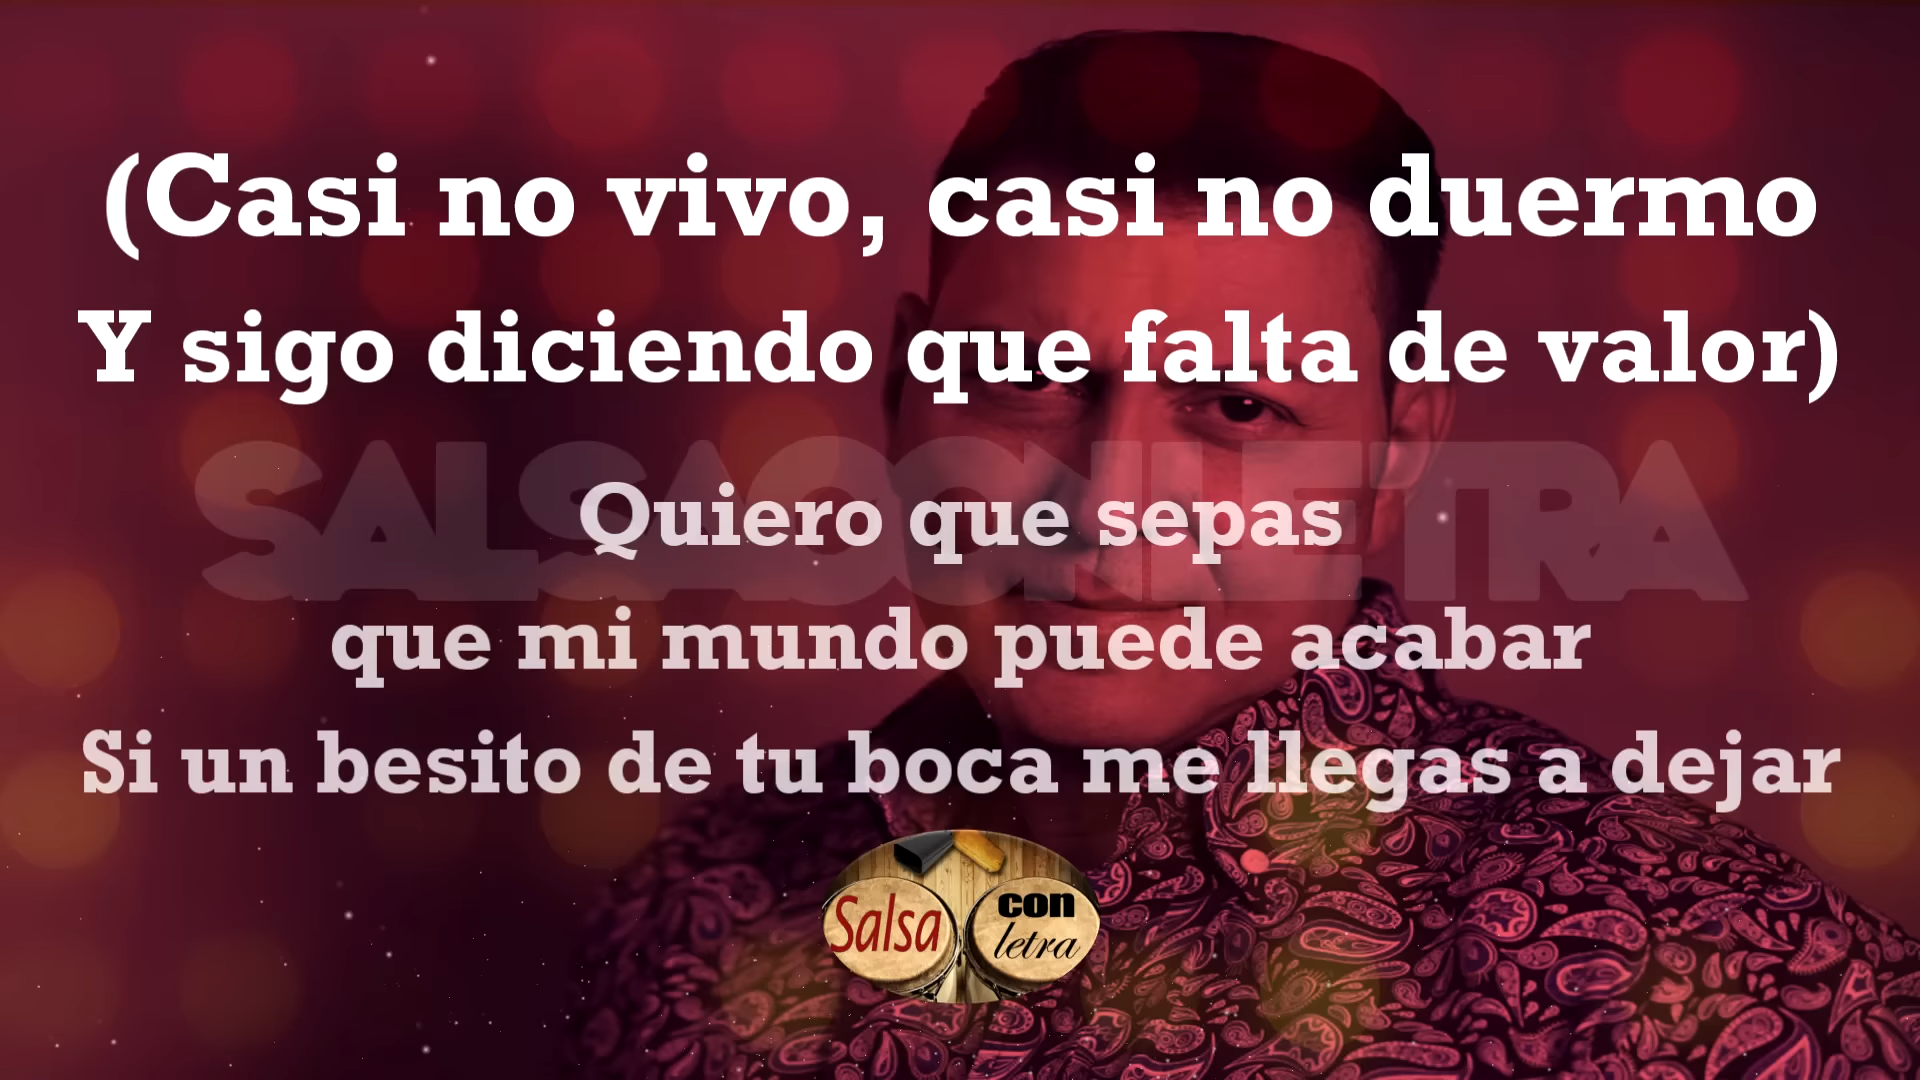 (Casi no vivo, casi no duermo
Y sigo diciendo que falta de valor)
SALSACONLETRA
Quiero que sepas
que mi mundo puede acabar
Si un besito de tu boca me llegas a dejar
Salsa con letra